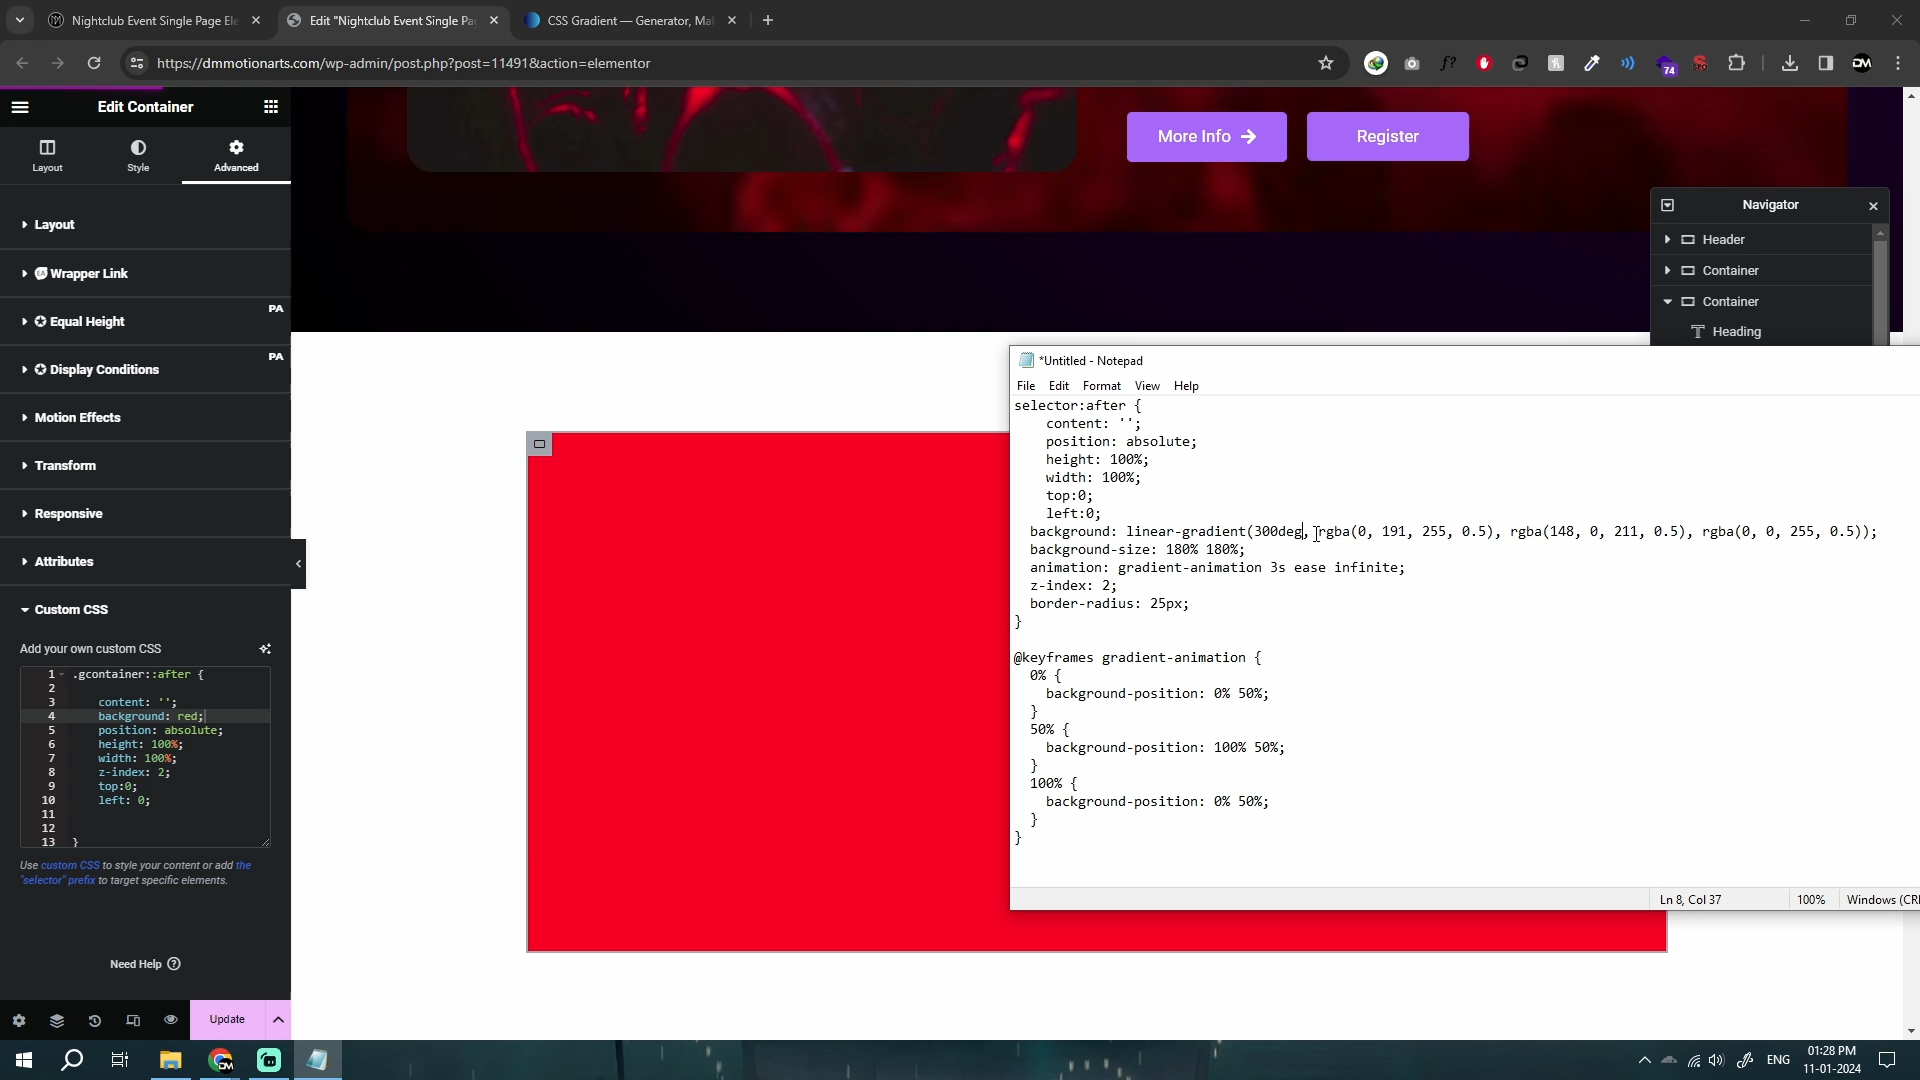 Nightclub Event Single Page Ele
Edit "Nightclub Event Single Pa
CSS Gradient — Generator, Ma
https://dmmotionarts.com/wp-admin/post.php?post=11491&action=elementor
f?
74
SEO
DM
Edit Container
Layout
Style
Advanced
Layout
Wrapper Link
PA
Equal Height
PA
Display Conditions
Motion Effects
Transform
Responsive
Attributes
Custom CSS
Add your own custom CSS
1 .gcontainer::after {
2
3 content: '';
4 background: red;
5 position: absolute;
6 height: 100%;
7 width: 100%;
8 z-index: 2;
9 top:0;
10 left: 0;
11
12
13 }
Use custom CSS to style your content or add the
"selector" prefix to target specific elements.
Need Help
Update
More Info
Register
Navigator
Header
Container
Container
Heading
*Untitled - Notepad
File Edit Format View Help
selector:after {
content: '';
position: absolute;
height: 100%;
width: 100%;
top:0;
left:0;
background: linear-gradient(300deg, rgba(0, 191, 255, 0.5), rgba(148, 0, 211, 0.5), rgba(0, 0, 255, 0.5));
background-size: 180% 180%;
animation: gradient-animation 3s ease infinite;
z-index: 2;
border-radius: 25px;
}
@keyframes gradient-animation {
0% {
background-position: 0% 50%;
}
50% {
background-position: 100% 50%;
}
100% {
background-position: 0% 50%;
}
}
Ln 8, Col 37
100%
Windows (CR
DM
ENG
01:28 PM
11-01-2024